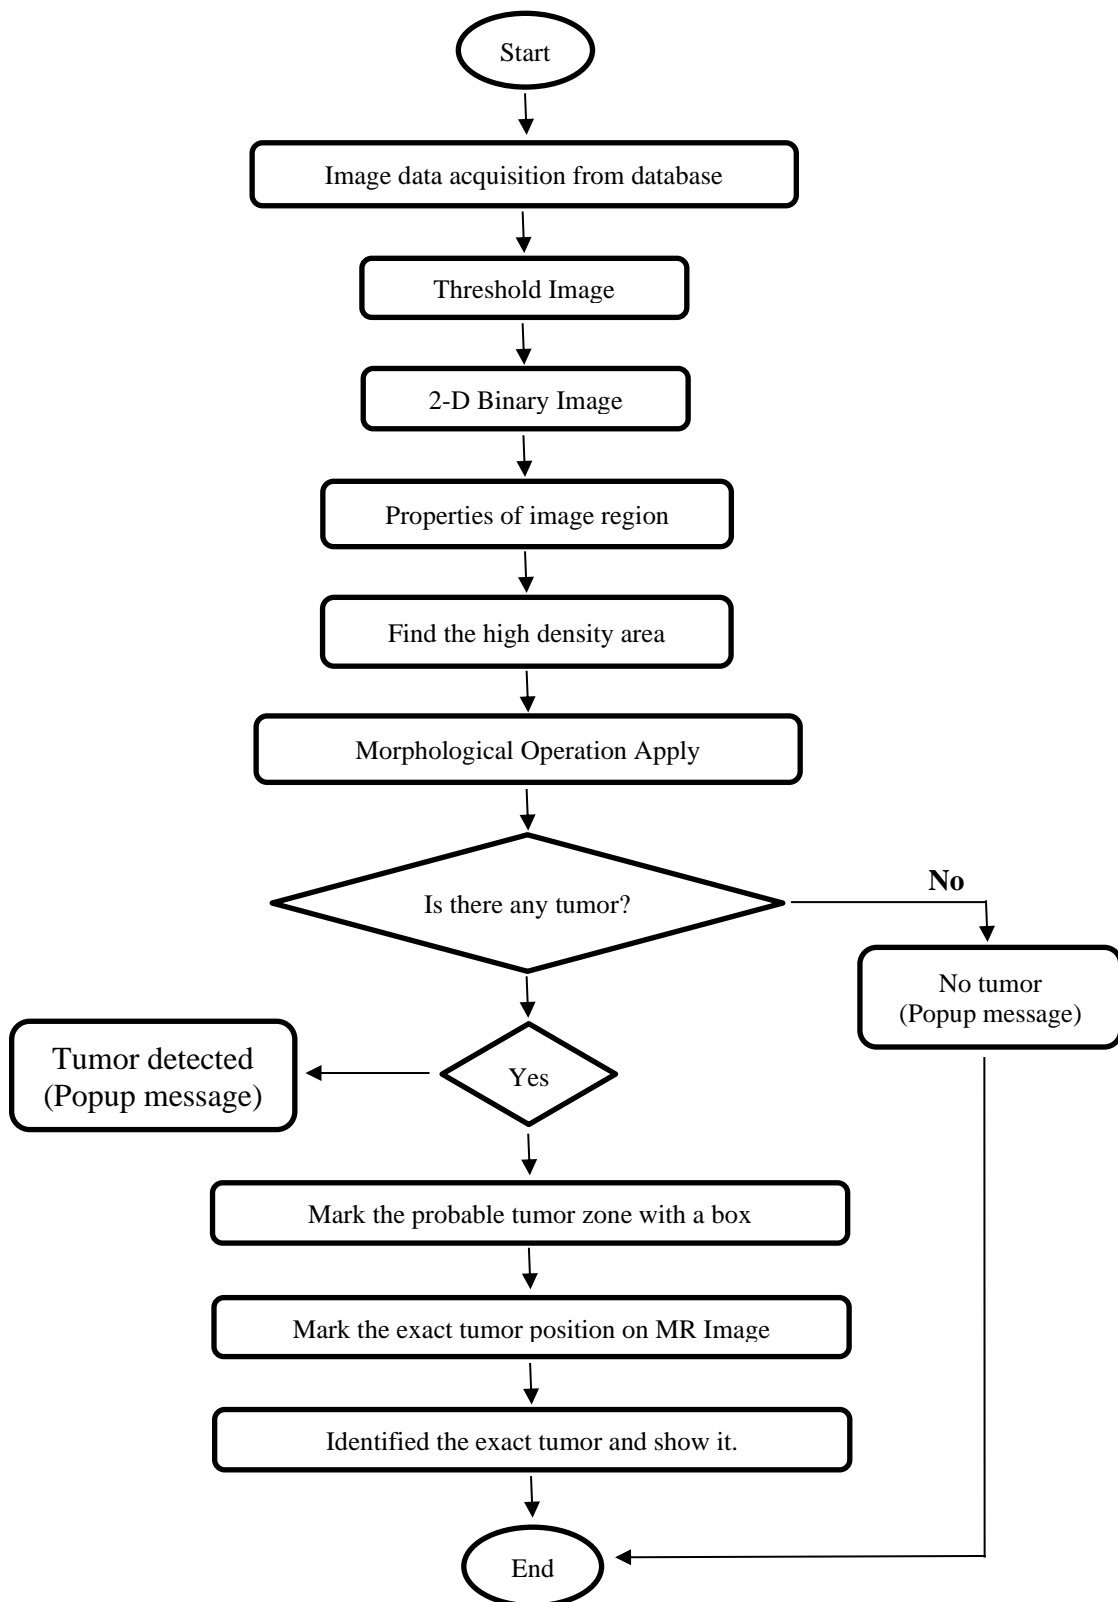 Start
Image data acquisition from database
Threshold Image
2-D Binary Image
Properties of image region
Find the high density area
Morphological Operation Apply
Is there any tumor?
No
No tumor
(Popup message)
Yes
Tumor detected
(Popup message)
Mark the probable tumor zone with a box
Mark the exact tumor position on MR Image
Identified the exact tumor and show it.
End